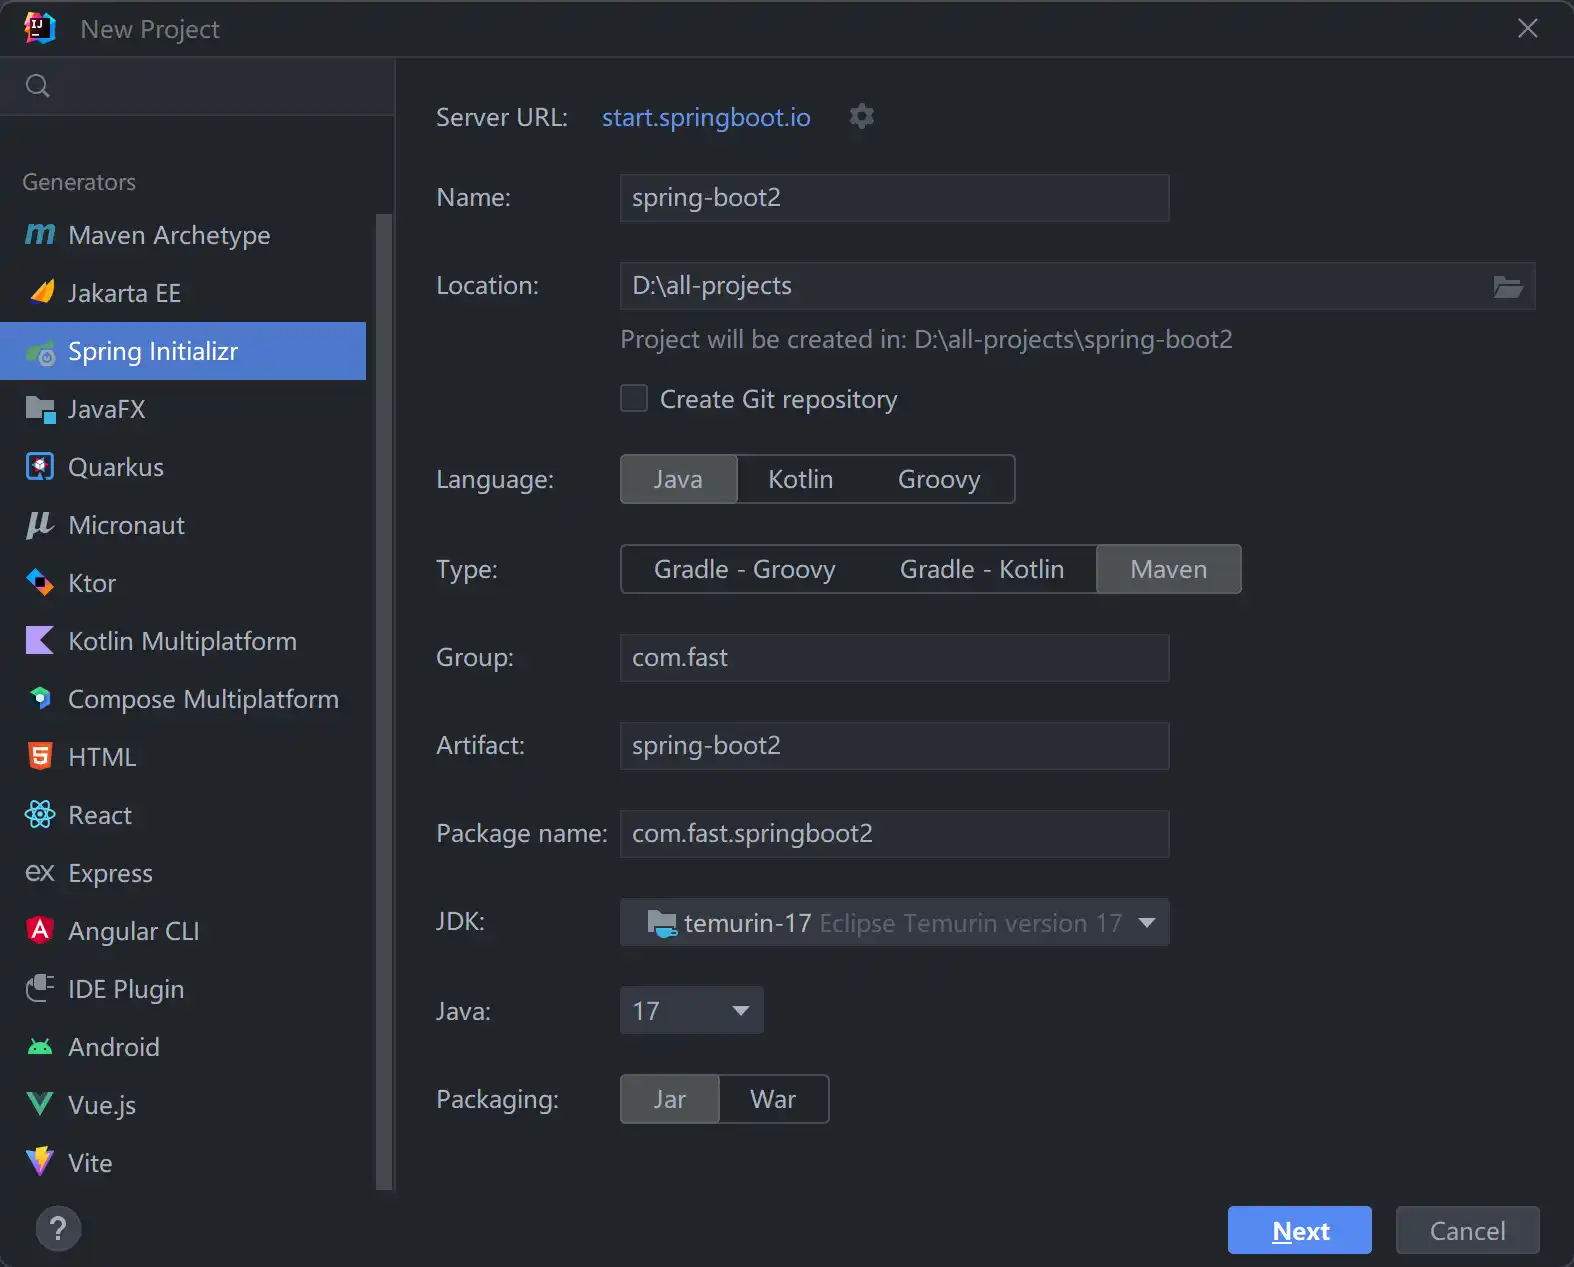 New Project
Generators
Maven Archetype
Jakarta EE
Spring Initializr
JavaFX
Quarkus
Micronaut
Ktor
Kotlin Multiplatform
Compose Multiplatform
HTML
React
Express
Angular CLI
IDE Plugin
Android
Vue.js
Vite
Server URL: start.springboot.io
Name: spring-boot2
Location: D:\all-projects
Project will be created in: D:\all-projects\spring-boot2
Create Git repository
Language: Java Kotlin Groovy
Type: Gradle - Groovy Gradle - Kotlin Maven
Group: com.fast
Artifact: spring-boot2
Package name: com.fast.springboot2
JDK: temurin-17 Eclipse Temurin version 17
Java: 17
Packaging: Jar War
? Next Cancel